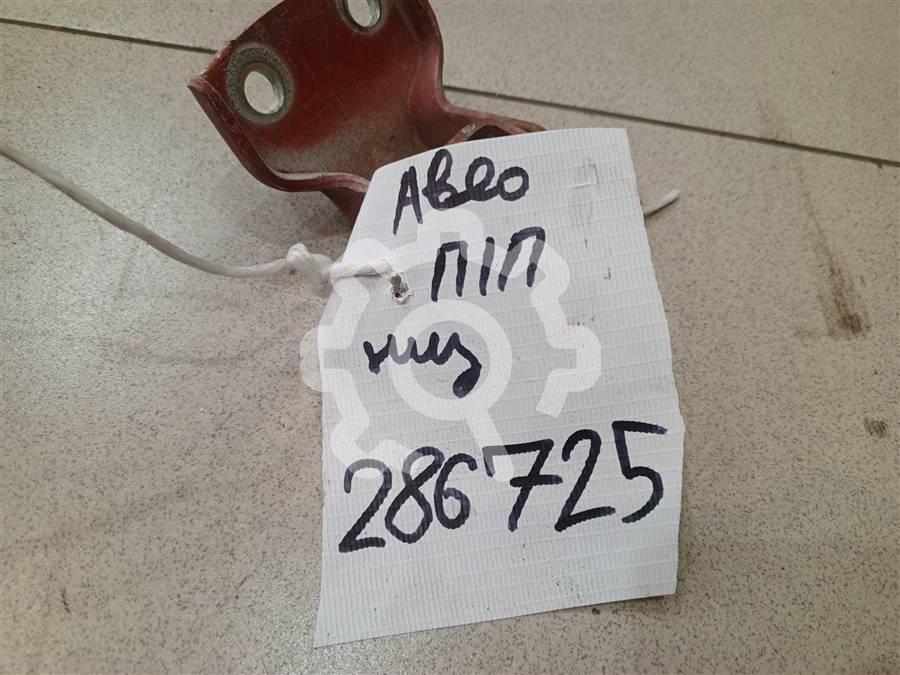 Авео
П/П
низ
286725